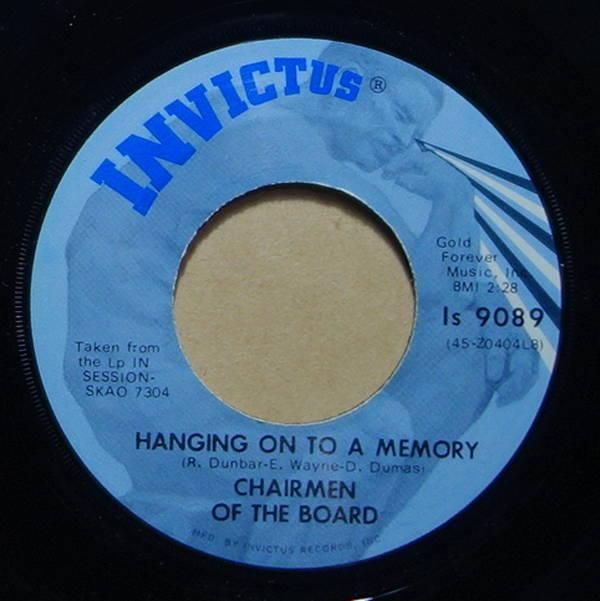 INVICTUS®
Gold
Forever
Music, Inc.
BMI 2:28
Is 9089
(45-20404LB)
Taken from
the Lp IN
SESSION-
SKAO 7304
HANGING ON TO A MEMORY
(R. Dunbar-E. Wayne-D. Dumas)
CHAIRMEN
OF THE BOARD
MFD. BY INVICTUS RECORDS, INC.